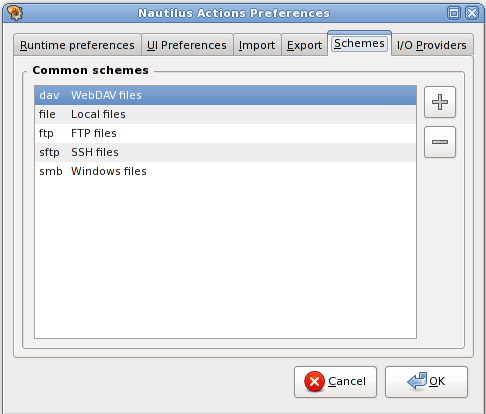 Nautilus Actions Preferences
Runtime preferences UI Preferences Import Export Schemes I/O Providers
Common schemes
dav WebDAV files
file Local files
ftp FTP files
sftp SSH files
smb Windows files
Cancel OK